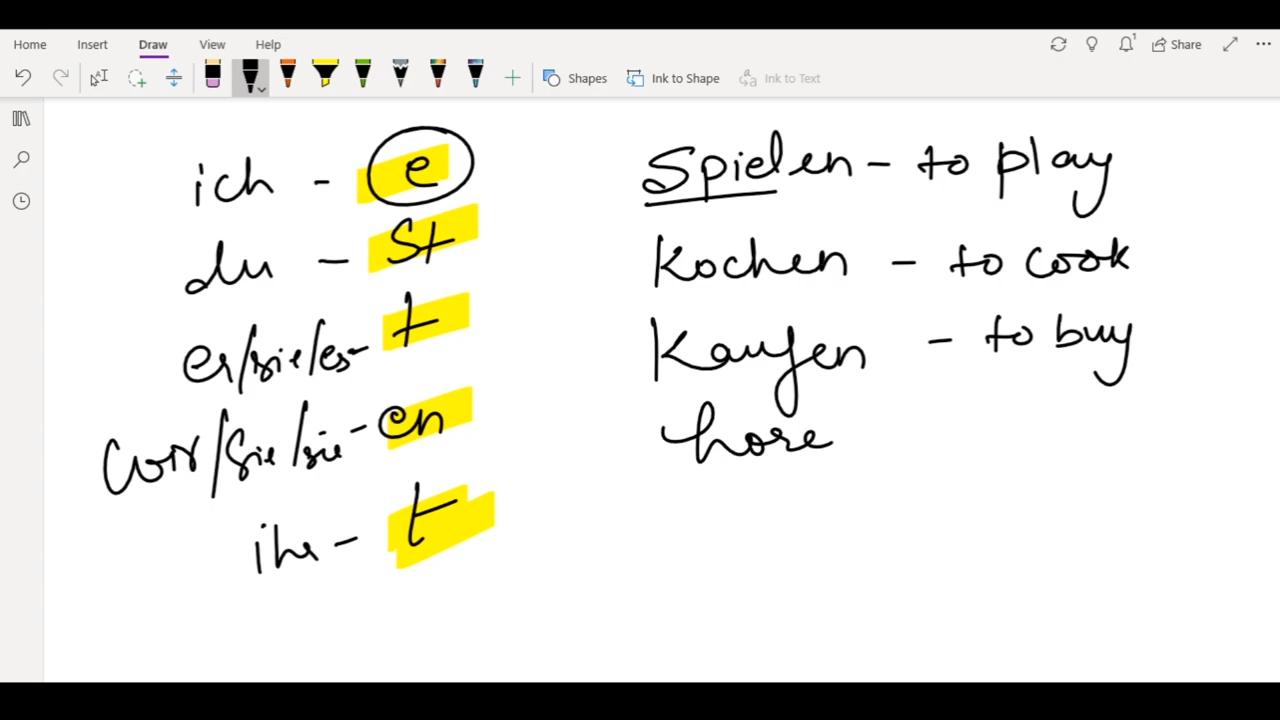 Home Insert Draw View Help
Share
Shapes Ink to Shape Ink to Text
ich - e
du - st
er/sie/es - t
wir/Sie/sie - en
ihr - t
Spielen - to play
Kochen - to cook
Kaufen - to buy
hore